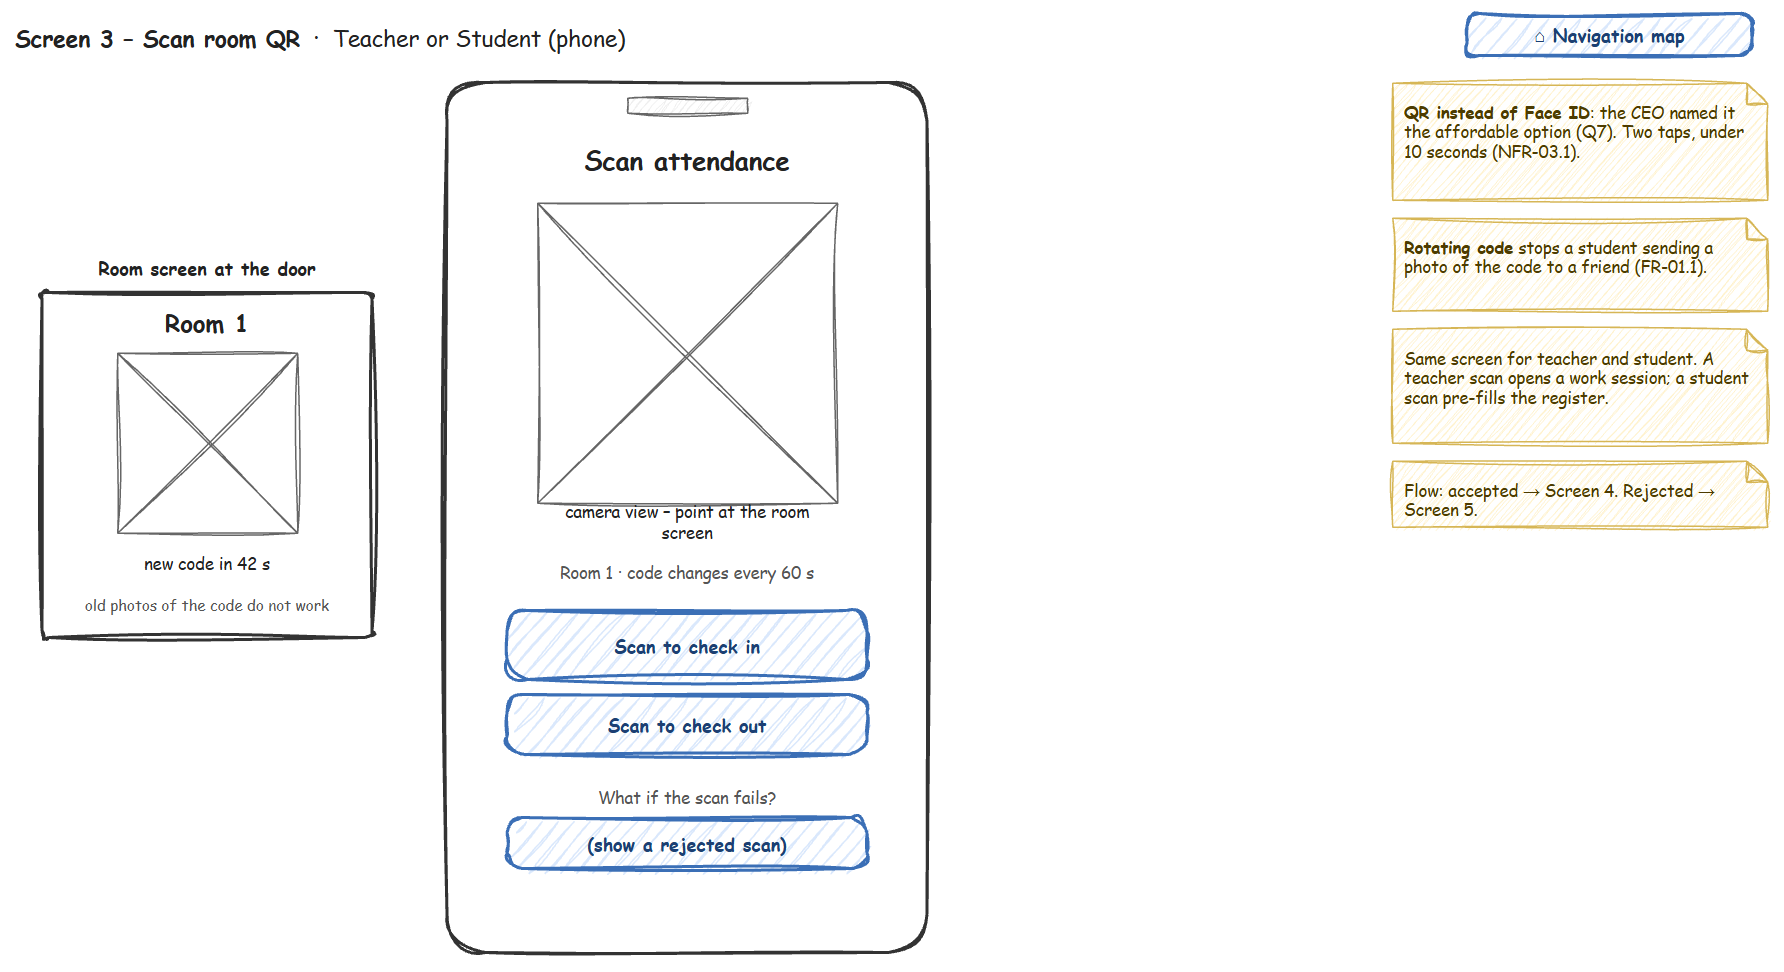 Screen 3 – Scan room QR · Teacher or Student (phone)
⌂ Navigation map
Room screen at the door
Room 1
new code in 42 s
old photos of the code do not work
Scan attendance
camera view – point at the room
screen
Room 1 · code changes every 60 s
Scan to check in
Scan to check out
What if the scan fails?
(show a rejected scan)
QR instead of Face ID: the CEO named it
the affordable option (Q7). Two taps, under
10 seconds (NFR-03.1).
Rotating code stops a student sending a
photo of the code to a friend (FR-01.1).
Same screen for teacher and student. A
teacher scan opens a work session; a student
scan pre-fills the register.
Flow: accepted → Screen 4. Rejected →
Screen 5.